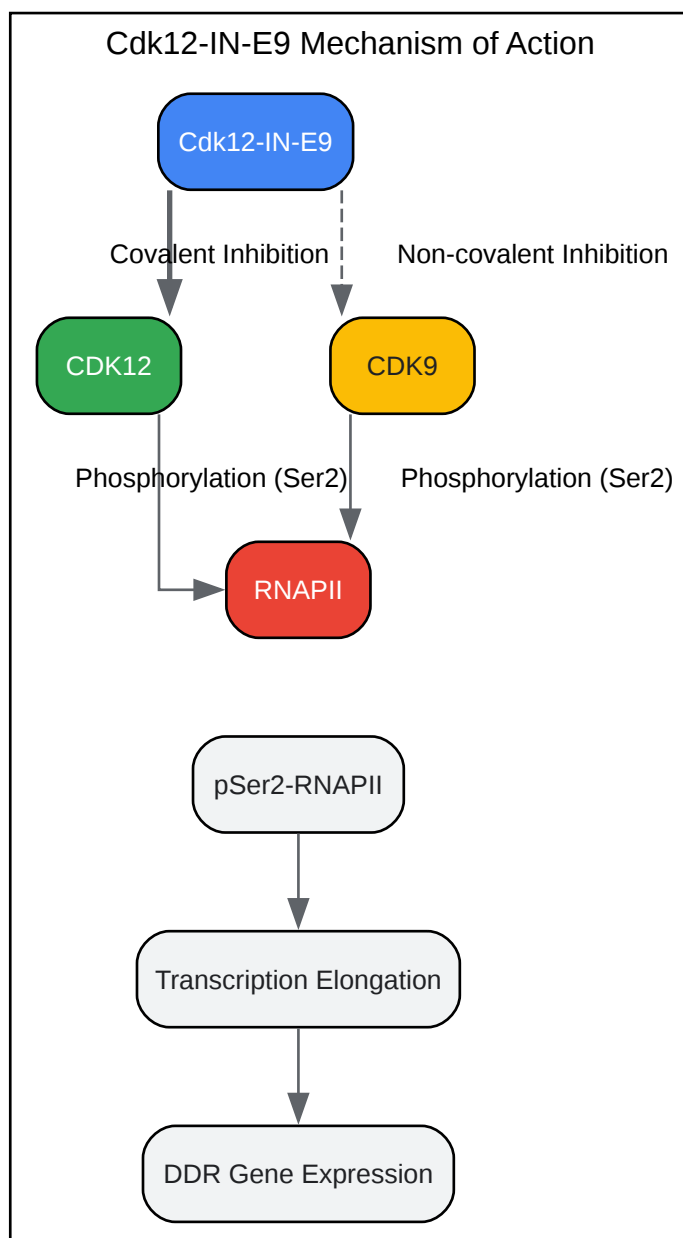 Cdk12-IN-E9 Mechanism of Action
Cdk12-IN-E9
Covalent Inhibition
Non-covalent Inhibition
CDK12
CDK9
Phosphorylation (Ser2)
Phosphorylation (Ser2)
RNAPII
pSer2-RNAPII
Transcription Elongation
DDR Gene Expression